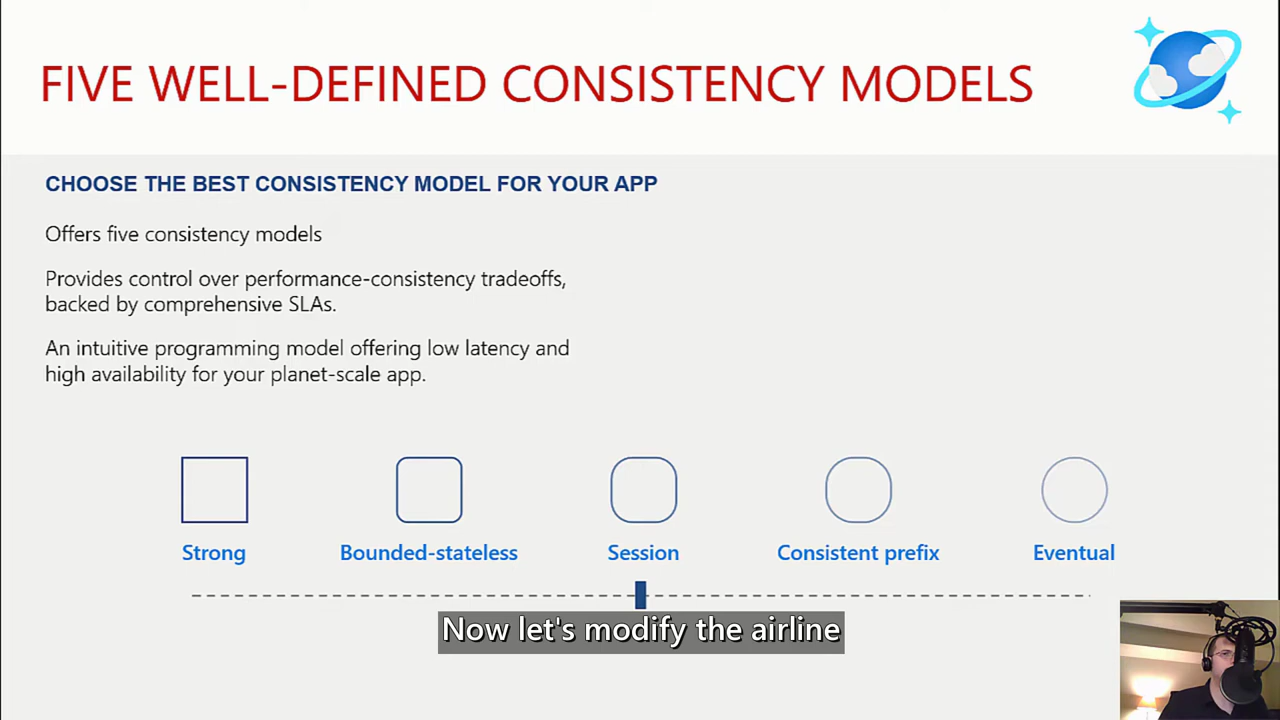 FIVE WELL-DEFINED CONSISTENCY MODELS
CHOOSE THE BEST CONSISTENCY MODEL FOR YOUR APP
Offers five consistency models
Provides control over performance-consistency tradeoffs,
backed by comprehensive SLAs.
An intuitive programming model offering low latency and
high availability for your planet-scale app.
Strong
Bounded-stateless
Session
Consistent prefix
Eventual
Now let's modify the airline